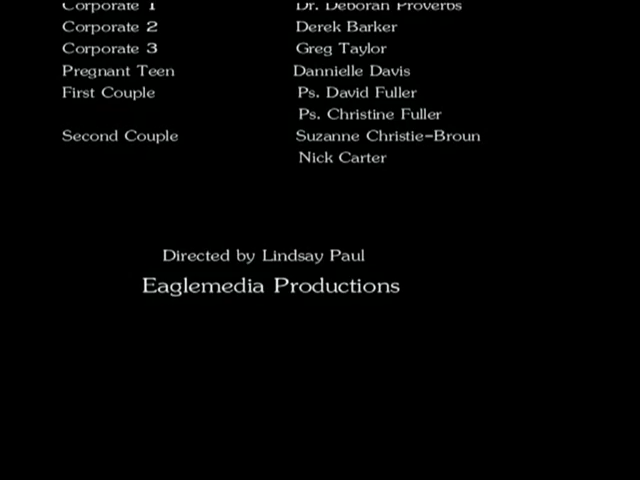 Corporate 1 Dr. Deborah Proverbs
Corporate 2 Derek Barker
Corporate 3 Greg Taylor
Pregnant Teen Dannielle Davis
First Couple Ps. David Fuller
Ps. Christine Fuller
Second Couple Suzanne Christie-Broun
Nick Carter
Directed by Lindsay Paul
Eaglemedia Productions